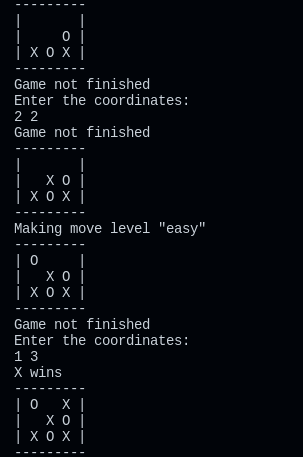 ---------
|       |
|     O |
| X O X |
---------
Game not finished
Enter the coordinates:
2 2
Game not finished
---------
|       |
|   X O |
| X O X |
---------
Making move level "easy"
---------
| O     |
|   X O |
| X O X |
---------
Game not finished
Enter the coordinates:
1 3
X wins
---------
| O   X |
|   X O |
| X O X |
---------